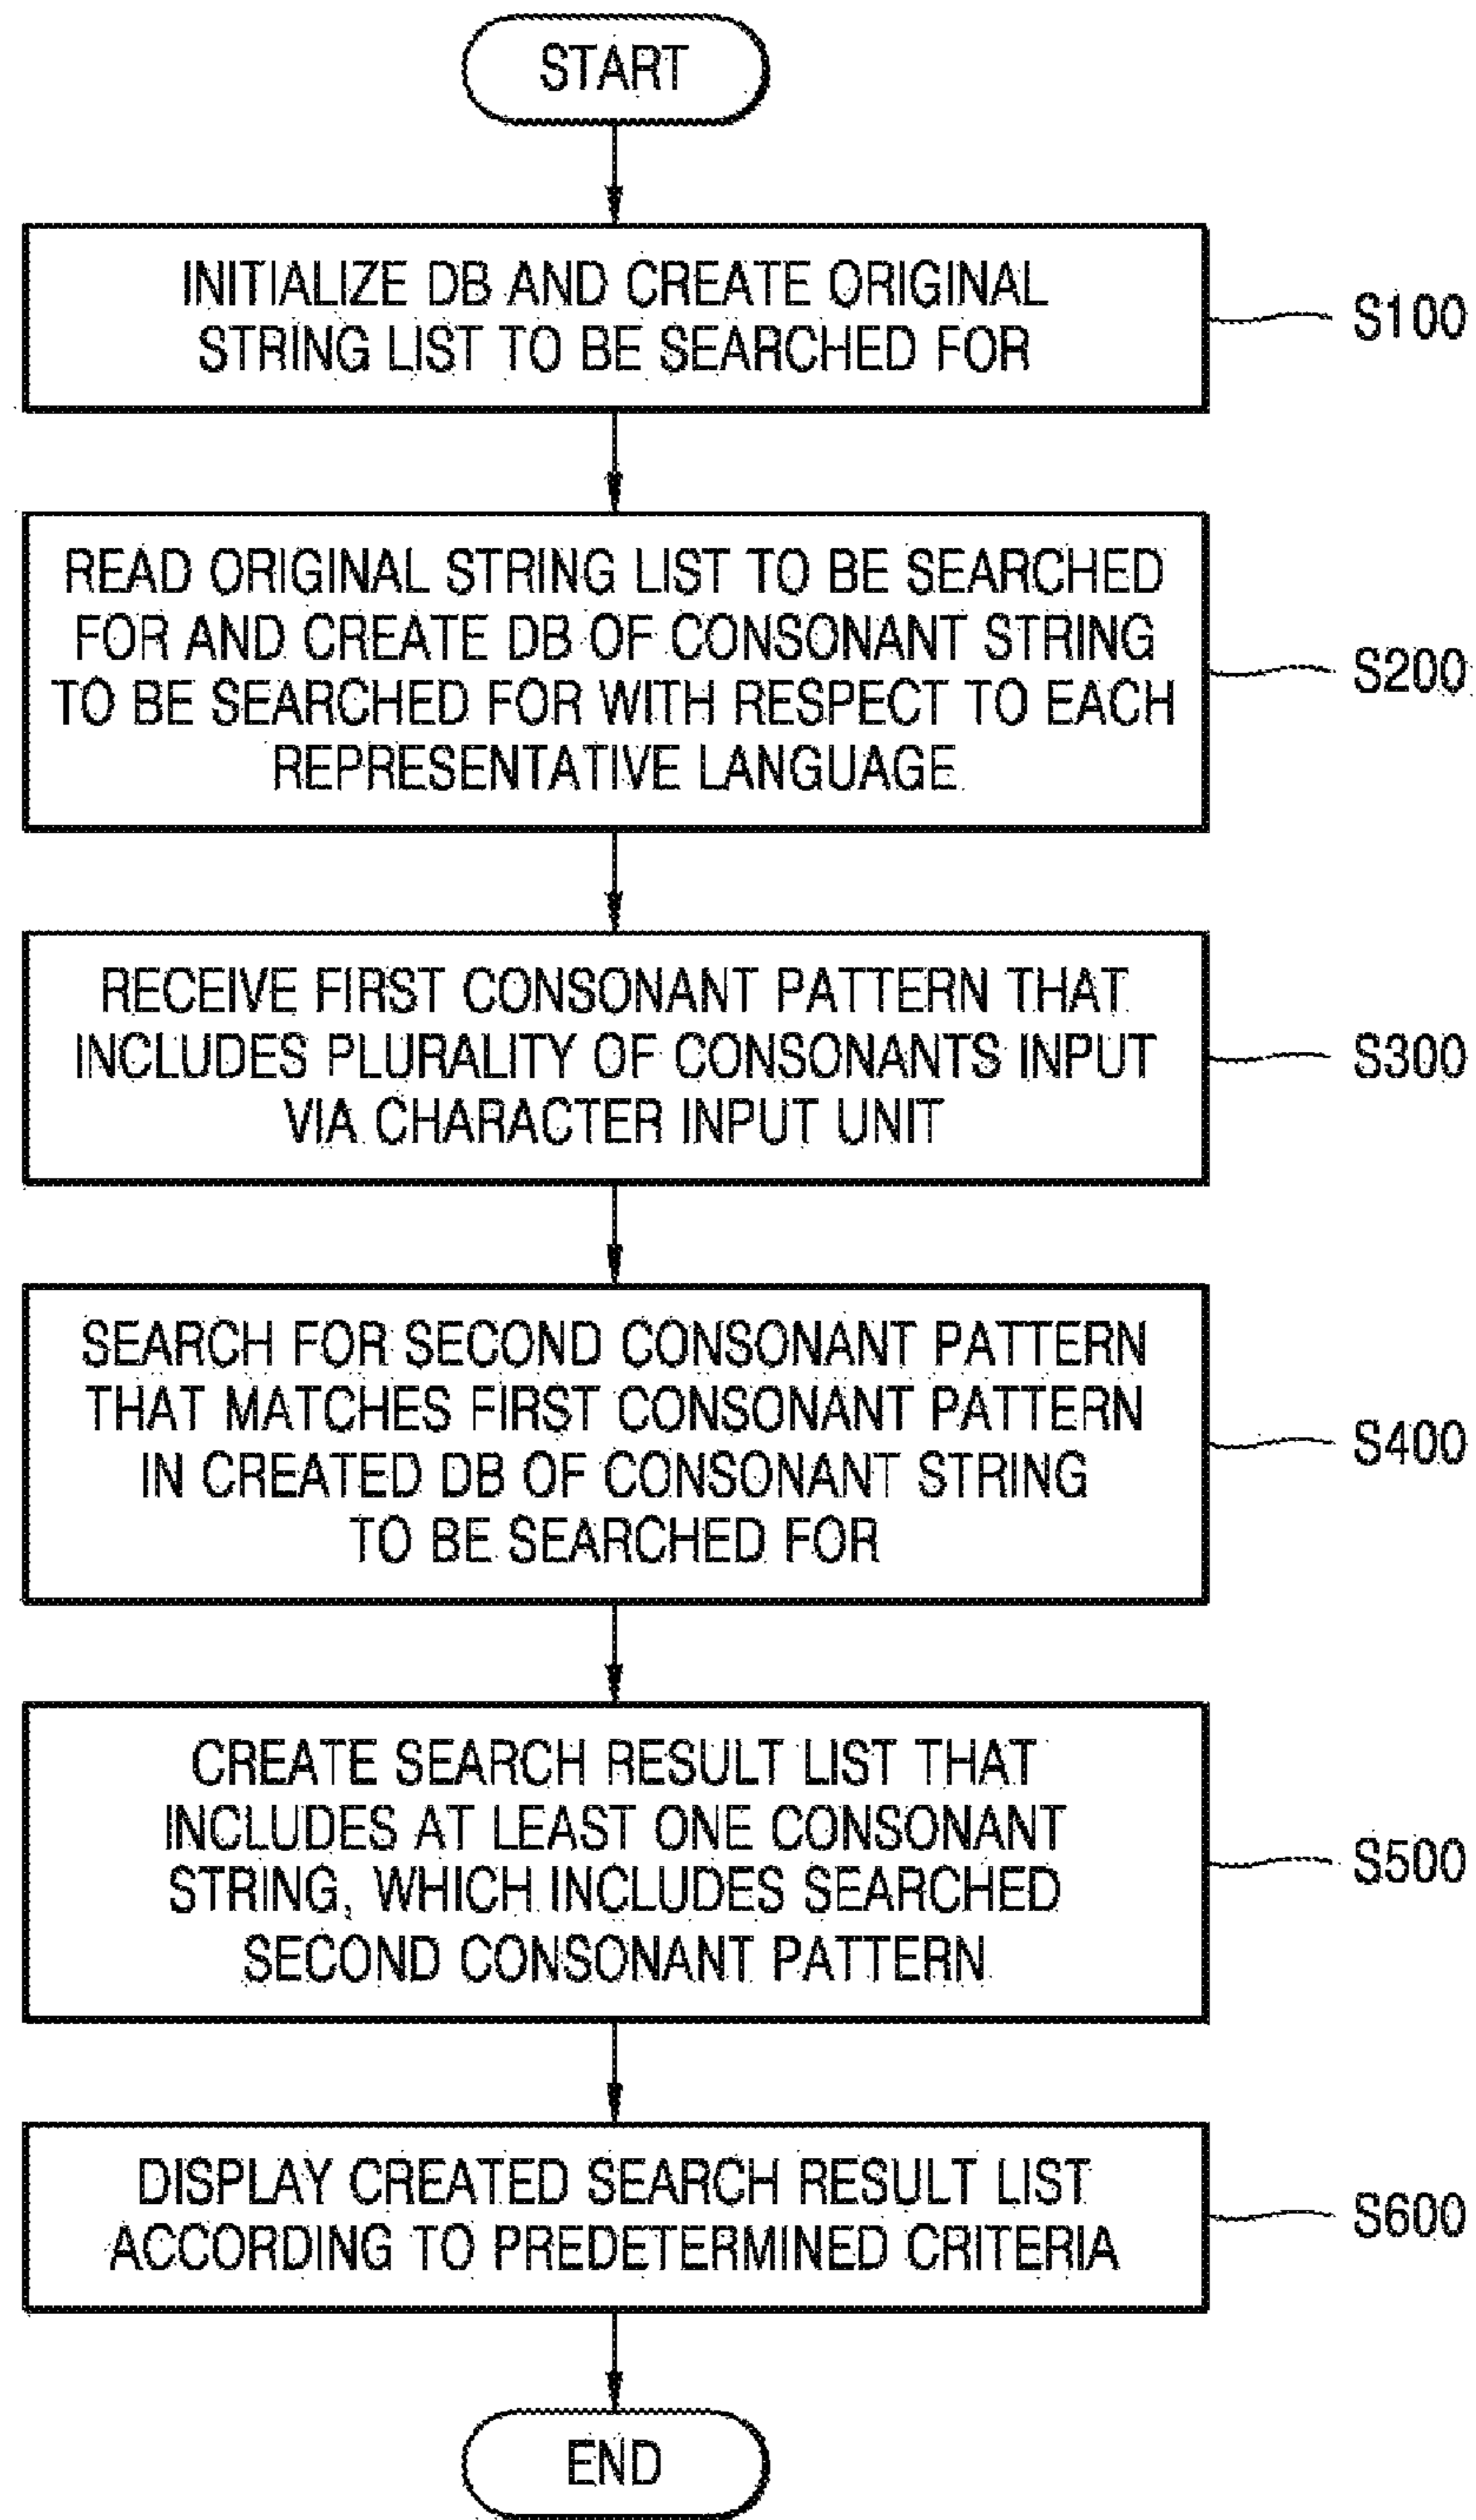 START
INITIALIZE DB AND CREATE ORIGINAL
STRING LIST TO BE SEARCHED FOR
S100
READ ORIGINAL STRING LIST TO BE SEARCHED
FOR AND CREATE DB OF CONSONANT STRING
TO BE SEARCHED FOR WITH RESPECT TO EACH
REPRESENTATIVE LANGUAGE
S200
RECEIVE FIRST CONSONANT PATTERN THAT
INCLUDES PLURALITY OF CONSONANTS INPUT
VIA CHARACTER INPUT UNIT
S300
SEARCH FOR SECOND CONSONANT PATTERN
THAT MATCHES FIRST CONSONANT PATTERN
IN CREATED DB OF CONSONANT STRING
TO BE SEARCHED FOR
S400
CREATE SEARCH RESULT LIST THAT
INCLUDES AT LEAST ONE CONSONANT
STRING, WHICH INCLUDES SEARCHED
SECOND CONSONANT PATTERN
S500
DISPLAY CREATED SEARCH RESULT LIST
ACCORDING TO PREDETERMINED CRITERIA
S600
END